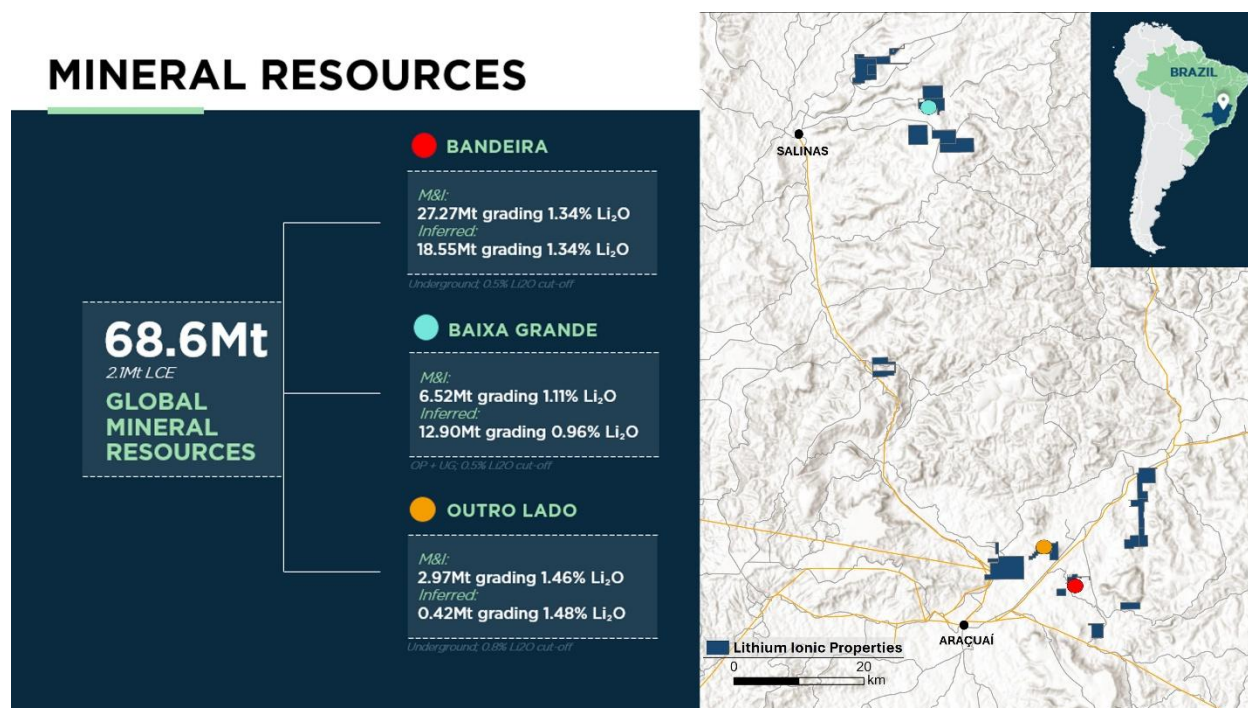 MINERAL RESOURCES
68.6Mt
2.1Mt LCE
GLOBAL
MINERAL
RESOURCES
BANDEIRA
M&I:
27.27Mt grading 1.34% Li₂O
Inferred:
18.55Mt grading 1.34% Li₂O
Underground; 0.5% Li2O cut-off
BAIXA GRANDE
M&I:
6.52Mt grading 1.11% Li₂O
Inferred:
12.90Mt grading 0.96% Li₂O
OP + UG; 0.5% Li2O cut-off
OUTRO LADO
M&I:
2.97Mt grading 1.46% Li₂O
Inferred:
0.42Mt grading 1.48% Li₂O
Underground; 0.8% Li2O cut-off
BRAZIL
SALINAS
ARAÇUAÍ
Lithium Ionic Properties
0 20
km